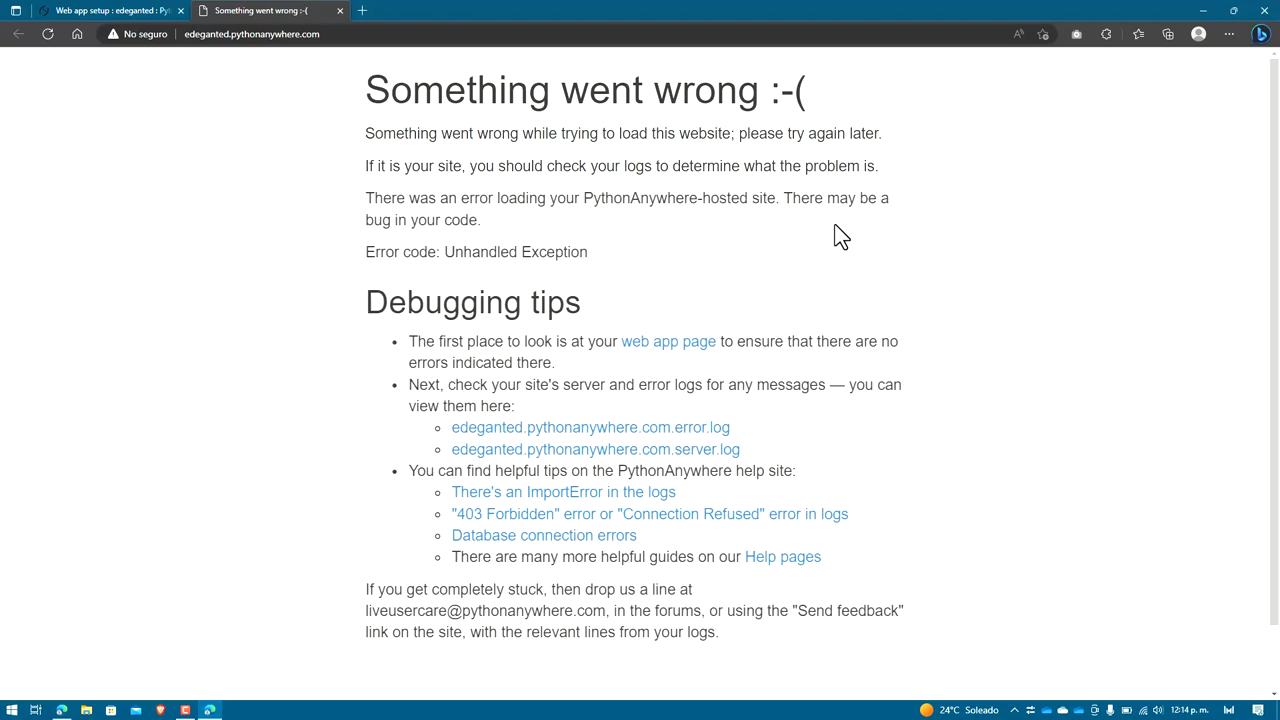 Web app setup : edeganted : Pyt
Something went wrong :-(
No seguro
edeganted.pythonanywhere.com
Something went wrong :-(
Something went wrong while trying to load this website; please try again later.
If it is your site, you should check your logs to determine what the problem is.
There was an error loading your PythonAnywhere-hosted site. There may be a
bug in your code.
Error code: Unhandled Exception
Debugging tips
• The first place to look is at your web app page to ensure that there are no
errors indicated there.
• Next, check your site's server and error logs for any messages — you can
view them here:
◦ edeganted.pythonanywhere.com.error.log
◦ edeganted.pythonanywhere.com.server.log
• You can find helpful tips on the PythonAnywhere help site:
◦ There's an ImportError in the logs
◦ "403 Forbidden" error or "Connection Refused" error in logs
◦ Database connection errors
◦ There are many more helpful guides on our Help pages
If you get completely stuck, then drop us a line at
liveusercare@pythonanywhere.com, in the forums, or using the "Send feedback"
link on the site, with the relevant lines from your logs.
24°C Soleado
12:14 p. m.